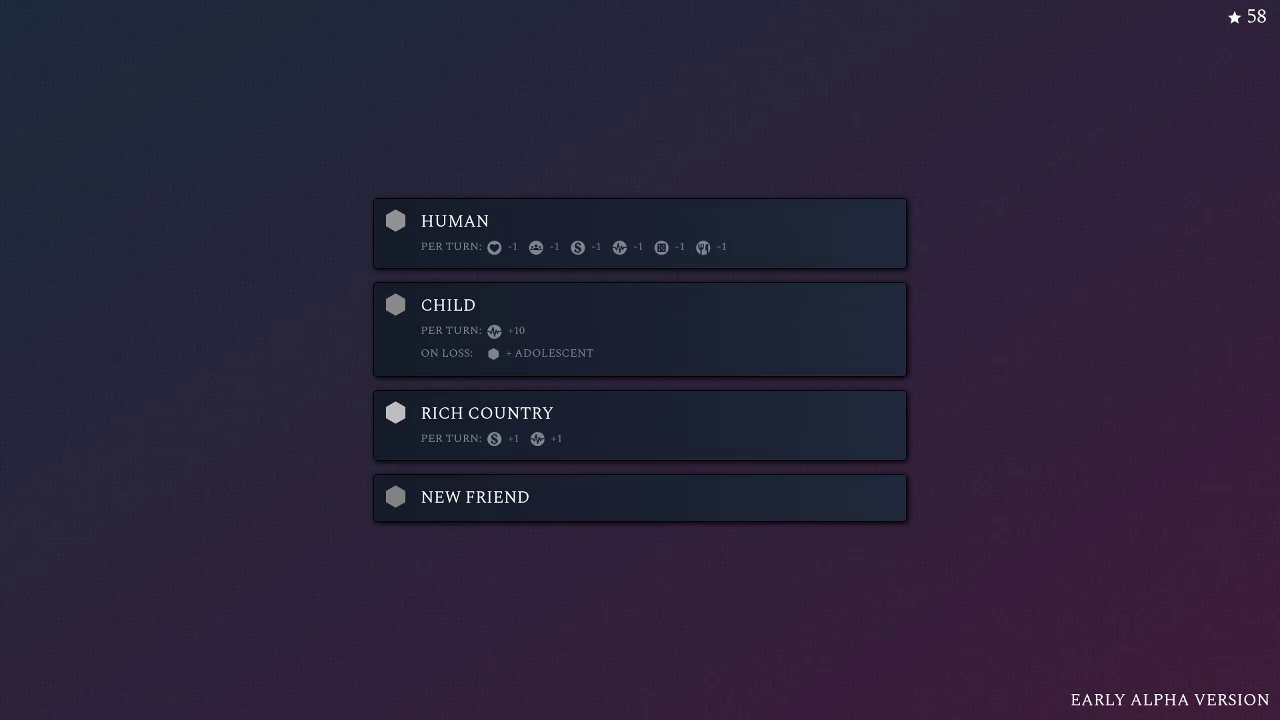 58
HUMAN
PER TURN: -1 -1 -1 -1 -1 -1
CHILD
PER TURN: +10
ON LOSS: + ADOLESCENT
RICH COUNTRY
PER TURN: +1 +1
NEW FRIEND
EARLY ALPHA VERSION